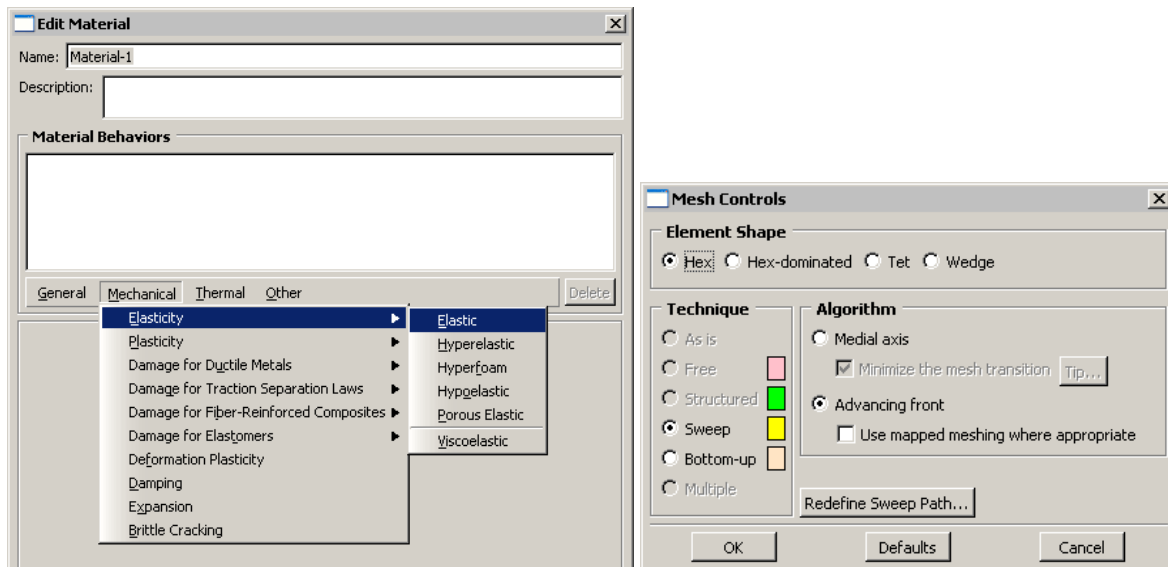 Edit Material
Name: Material-1
Description:
Material Behaviors
General Mechanical Thermal Other Delete
Elasticity
Plasticity
Damage for Ductile Metals
Damage for Traction Separation Laws
Damage for Fiber-Reinforced Composites
Damage for Elastomers
Deformation Plasticity
Damping
Expansion
Brittle Cracking
Elastic
Hyperelastic
Hyperfoam
Hypoelastic
Porous Elastic
Viscoelastic
Mesh Controls
Element Shape
Hex Hex-dominated Tet Wedge
Technique
As is
Free
Structured
Sweep
Bottom-up
Multiple
Algorithm
Medial axis
Minimize the mesh transition Tip...
Advancing front
Use mapped meshing where appropriate
Redefine Sweep Path...
OK Defaults Cancel